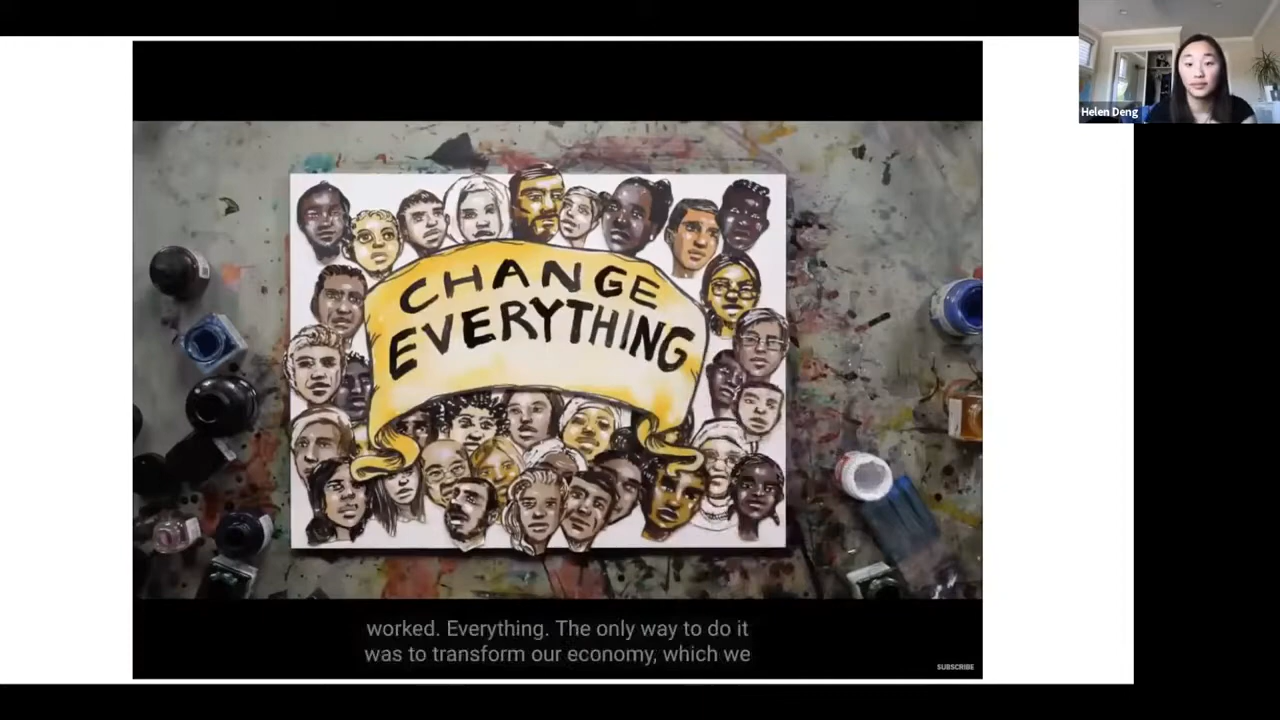 Helen Deng
CHANGE
EVERYTHING
worked. Everything. The only way to do it
was to transform our economy, which we
SUBSCRIBE